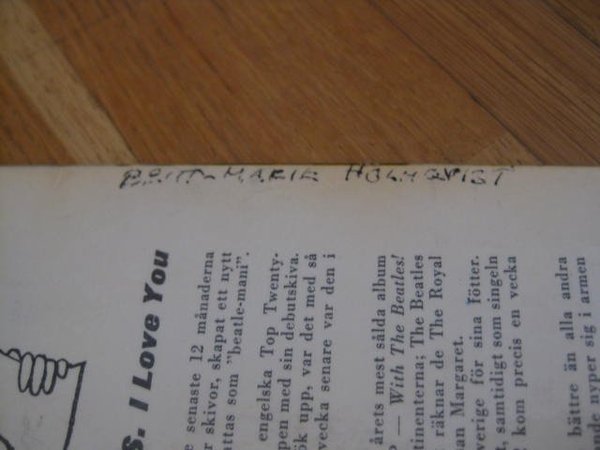 BRITT-MARIE HOLMQVIST
S. I Love You
senaste 12 månaderna
skivor, skapat ett nytt
attas som ”beatle-mani”.
engelska Top Twenty-
pen med sin debutskiva.
ök upp, var det med så
vecka senare var den i
årets mest sålda album
— With The Beatles!
tinenterna; The Beatles
räknar de The Royal
an Margaret.
verige för sina fötter.
, samtidigt som singeln
kom precis en vecka
bättre än alla andra
nde nyper sig i armen